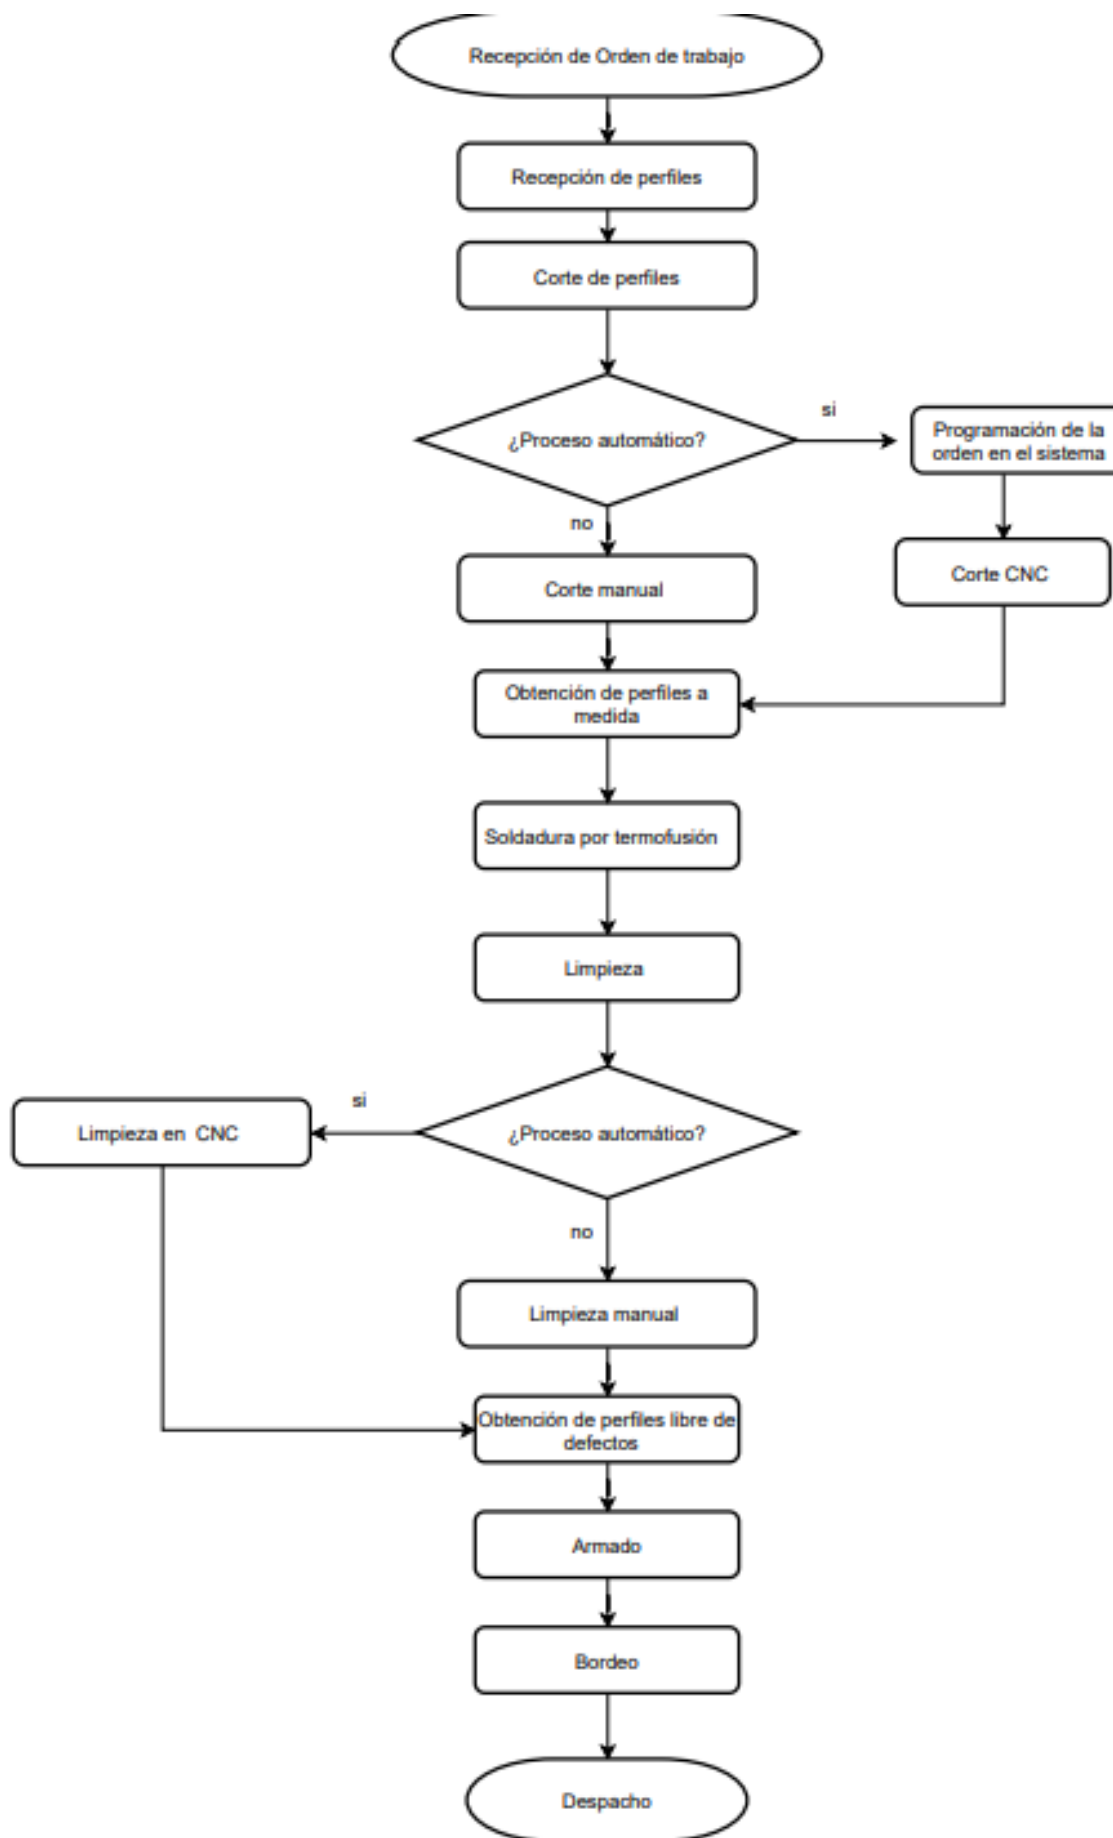 Recepción de Orden de trabajo
Recepción de perfiles
Corte de perfiles
¿Proceso automático?
si
Programación de la
orden en el sistema
no
Corte CNC
Corte manual
Obtención de perfiles a
medida
Soldadura por termofusión
Limpieza
¿Proceso automático?
si
Limpieza en CNC
no
Limpieza manual
Obtención de perfiles libre de
defectos
Armado
Bordeo
Despacho